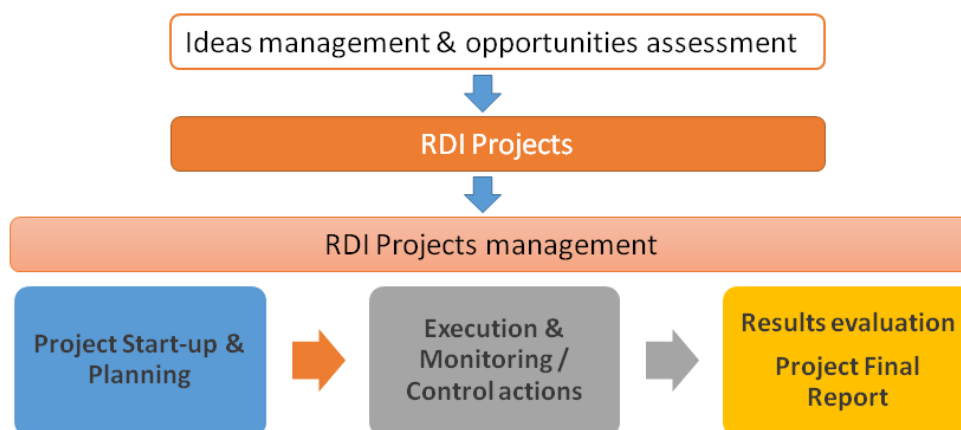 Ideas management & opportunities assessment
RDI Projects
RDI Projects management
Project Start-up &
Planning
Execution &
Monitoring /
Control actions
Results evaluation
Project Final
Report